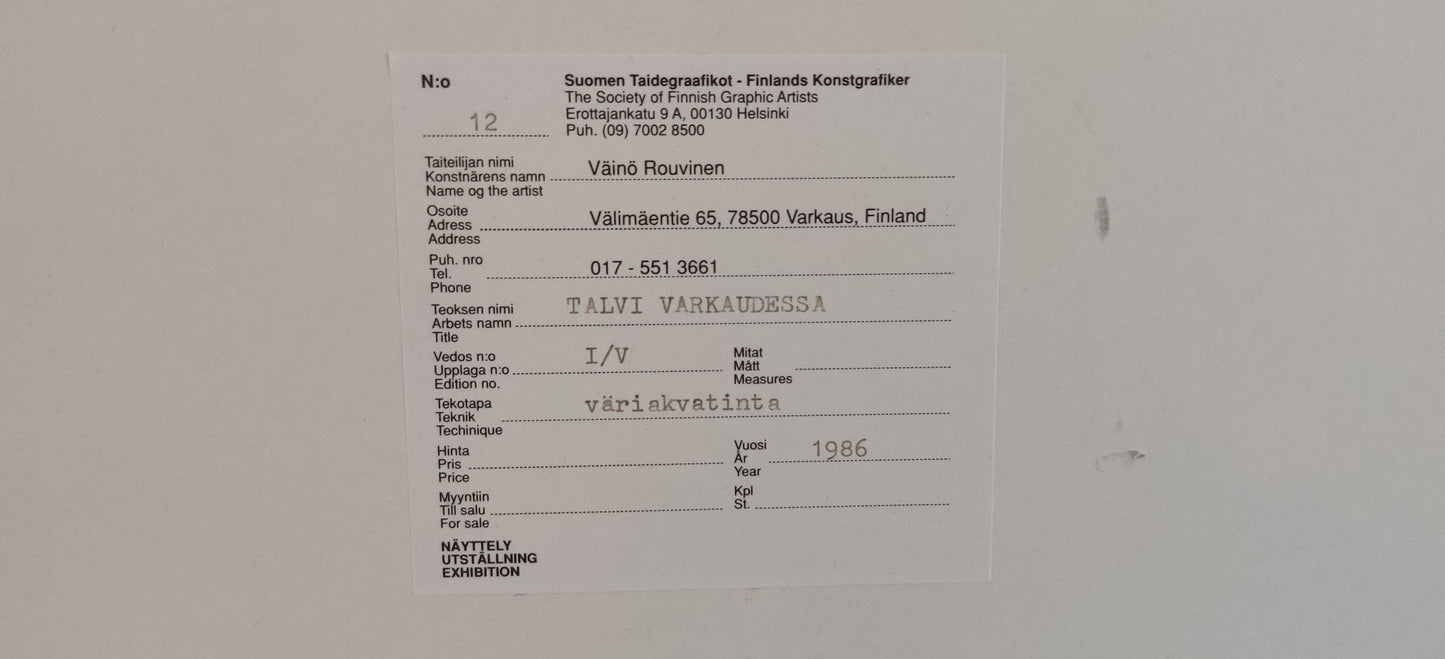 N:o
12
Suomen Taidegraafikot - Finlands Konstgrafiker
The Society of Finnish Graphic Artists
Erottajankatu 9 A, 00130 Helsinki
Puh. (09) 7002 8500
Taiteilijan nimi
Konstnärens namn Väinö Rouvinen
Name og the artist
Osoite
Adress Välimäentie 65, 78500 Varkaus, Finland
Address
Puh. nro
Tel. 017 - 551 3661
Phone
Teoksen nimi TALVI VARKAUDESSA
Arbets namn
Title
Vedos n:o I/V
Upplaga n:o
Edition no.
Mitat
Mått
Measures
Tekotapa väriakvatinta
Teknik
Techinique
Hinta
Pris
Price
Vuosi 1986
År
Year
Myyntiin
Till salu
For sale
Kpl
St.
NÄYTTELY
UTSTÄLLNING
EXHIBITION